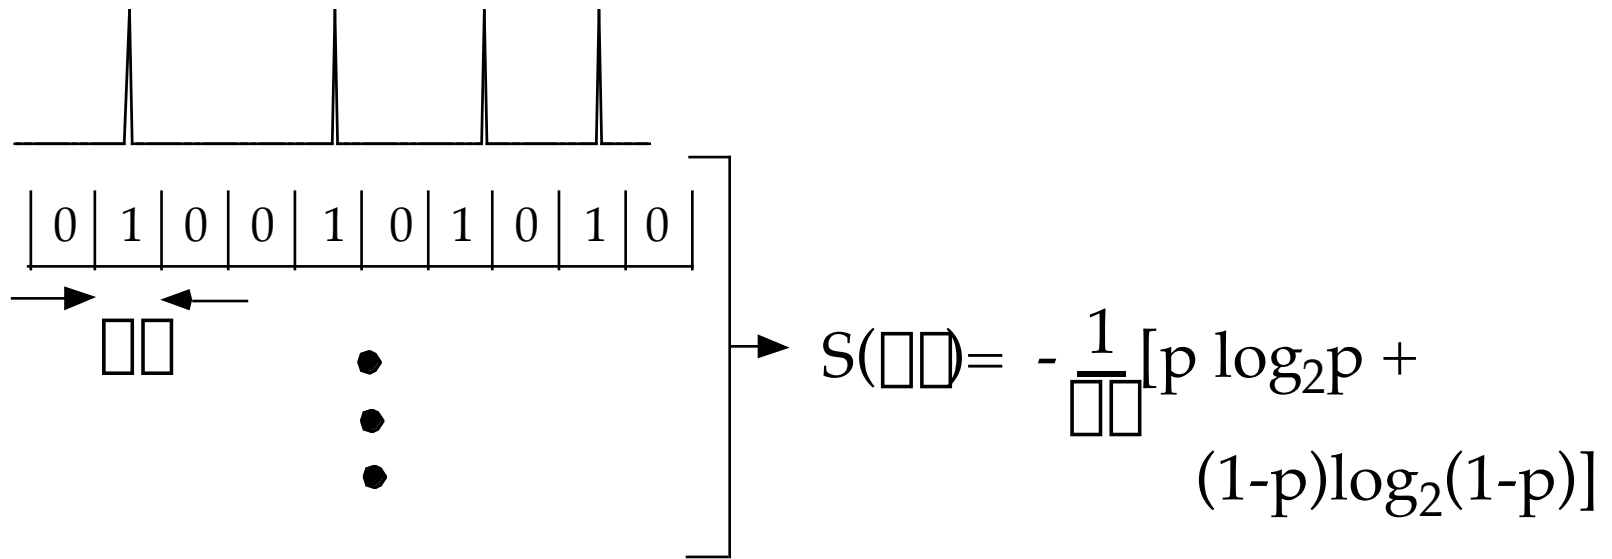 0 1 0 0 1 0 1 0 1 0
□□
S(□□)= - 1/□□ [p log₂p +
(1-p)log₂(1-p)]